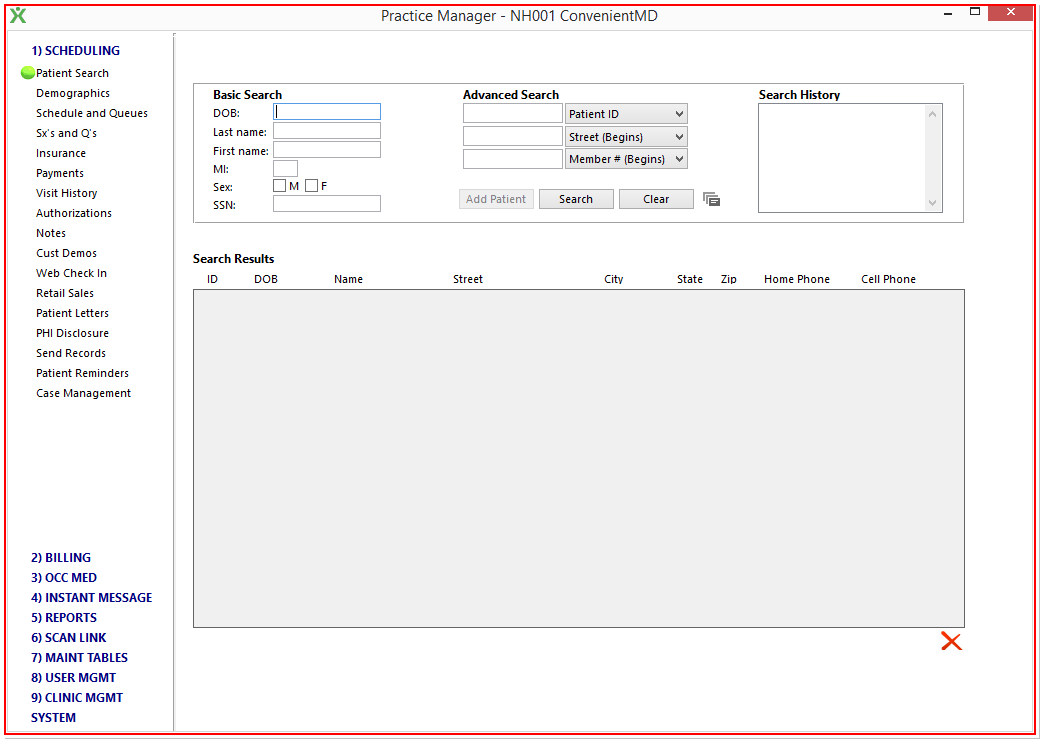 Practice Manager - NH001 ConvenientMD
1) SCHEDULING
Patient Search
Demographics
Schedule and Queues
Sx's and Q's
Insurance
Payments
Visit History
Authorizations
Notes
Cust Demos
Web Check In
Retail Sales
Patient Letters
PHI Disclosure
Send Records
Patient Reminders
Case Management
2) BILLING
3) OCC MED
4) INSTANT MESSAGE
5) REPORTS
6) SCAN LINK
7) MAINT TABLES
8) USER MGMT
9) CLINIC MGMT
SYSTEM
Basic Search
DOB:
Last name:
First name:
MI:
Sex: M F
SSN:
Advanced Search
Patient ID
Street (Begins)
Member # (Begins)
Add Patient Search Clear
Search History
Search Results
ID DOB Name Street City State Zip Home Phone Cell Phone